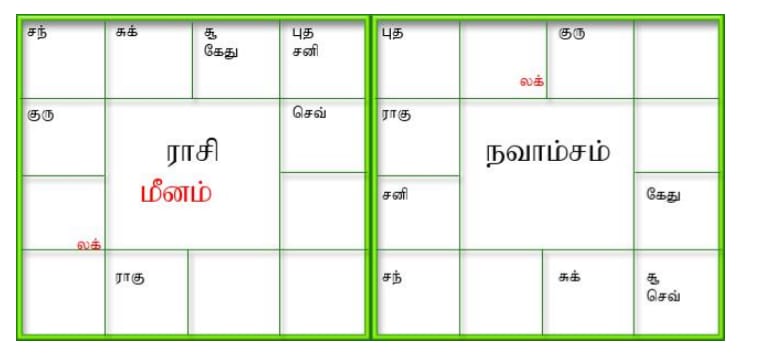 சந்
சுக்
சூ
கேது
புத
சனி
குரு
செவ்
ராசி
மீனம்
லக்
ராகு
புத
லக்
குரு
ராகு
நவாம்சம்
சனி
கேது
சந்
சுக்
சூ
செவ்